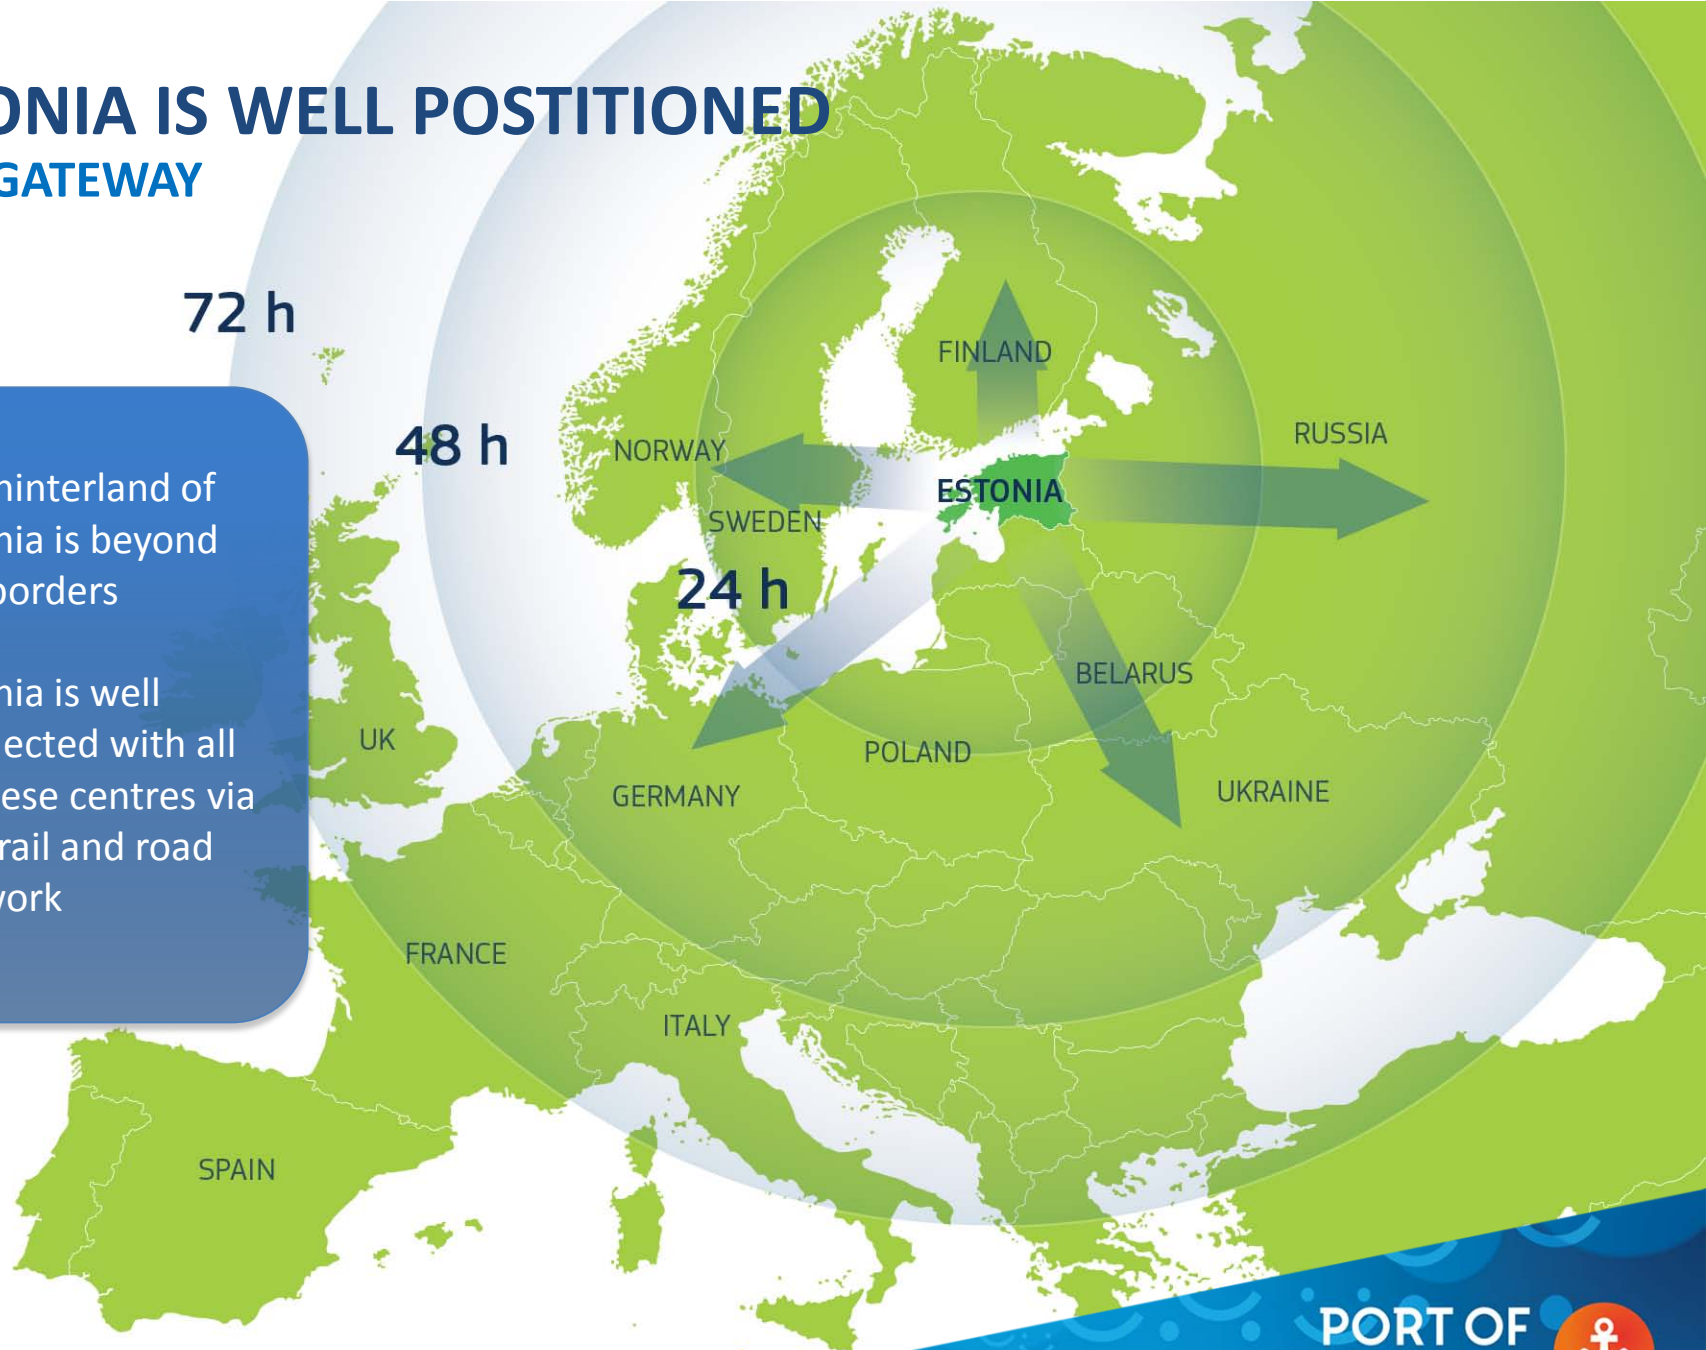 ONIA IS WELL POSTITIONED
GATEWAY
72 h
48 h
24 h
hinterland of
nia is beyond
borders
nia is well
ected with all
ese centres via
rail and road
work
FINLAND
NORWAY
RUSSIA
ESTONIA
SWEDEN
BELARUS
UK
POLAND
GERMANY
UKRAINE
FRANCE
ITALY
SPAIN
PORT OF